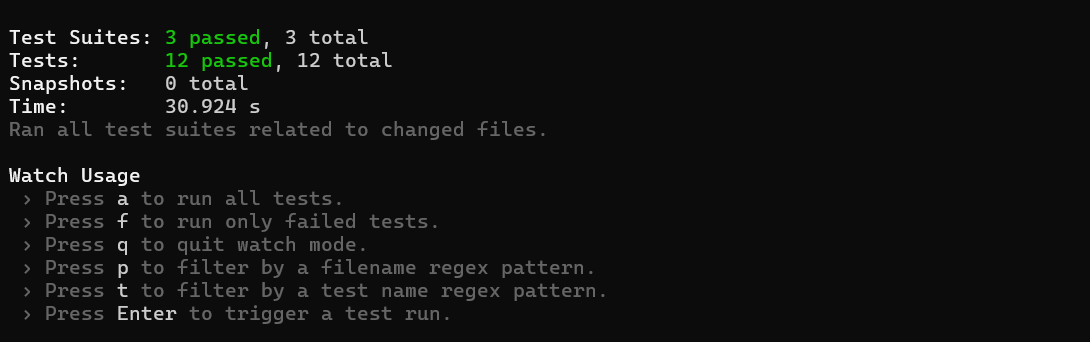 Test Suites: 3 passed, 3 total
Tests:       12 passed, 12 total
Snapshots:   0 total
Time:        30.924 s
Ran all test suites related to changed files.
Watch Usage
› Press a to run all tests.
› Press f to run only failed tests.
› Press q to quit watch mode.
› Press p to filter by a filename regex pattern.
› Press t to filter by a test name regex pattern.
› Press Enter to trigger a test run.